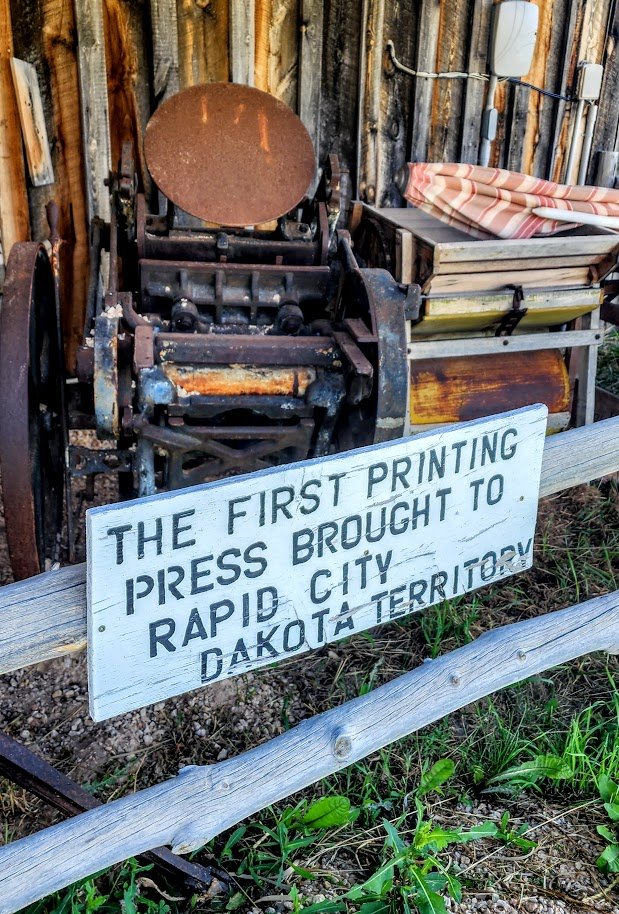 THE FIRST PRINTING
PRESS BROUGHT TO
RAPID CITY
DAKOTA TERRITORY